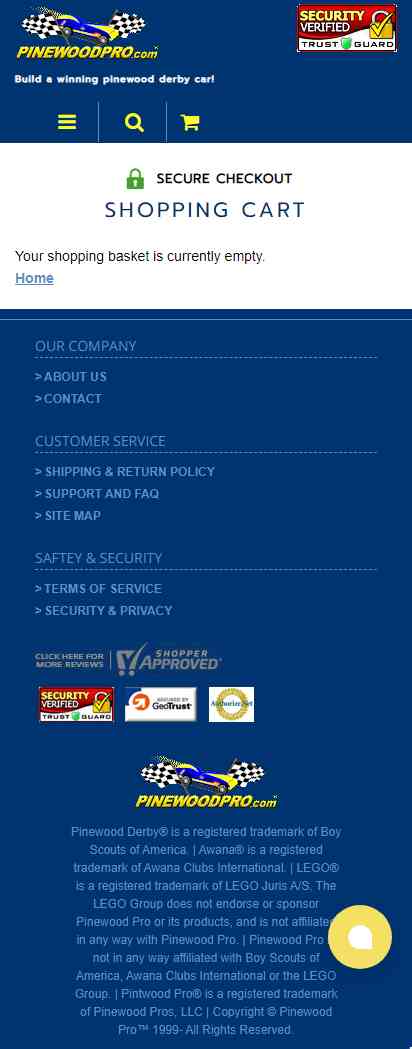 PINEWOODPRO.com
SECURITY
VERIFIED
TRUST GUARD
Build a winning pinewood derby car!
SECURE CHECKOUT
SHOPPING CART
Your shopping basket is currently empty.
Home
OUR COMPANY
> ABOUT US
> CONTACT
CUSTOMER SERVICE
> SHIPPING & RETURN POLICY
> SUPPORT AND FAQ
> SITE MAP
SAFTEY & SECURITY
> TERMS OF SERVICE
> SECURITY & PRIVACY
CLICK HERE FOR
MORE REVIEWS
SHOPPER
APPROVED®
SECURITY
VERIFIED
TRUST GUARD
SECURED BY
GeoTrust
Authorize.Net
PINEWOODPRO.com
Pinewood Derby® is a registered trademark of Boy
Scouts of America. | Awana® is a registered
trademark of Awana Clubs International. | LEGO®
is a registered trademark of LEGO Juris A/S. The
LEGO Group does not endorse or sponsor
Pinewood Pro or its products, and is not affiliated
in any way with Pinewood Pro. | Pinewood Pro
not in any way affiliated with Boy Scouts of
America, Awana Clubs International or the LEGO
Group. | Pintwood Pro® is a registered trademark
of Pinewood Pros, LLC | Copyright © Pinewood
Pro™ 1999- All Rights Reserved.